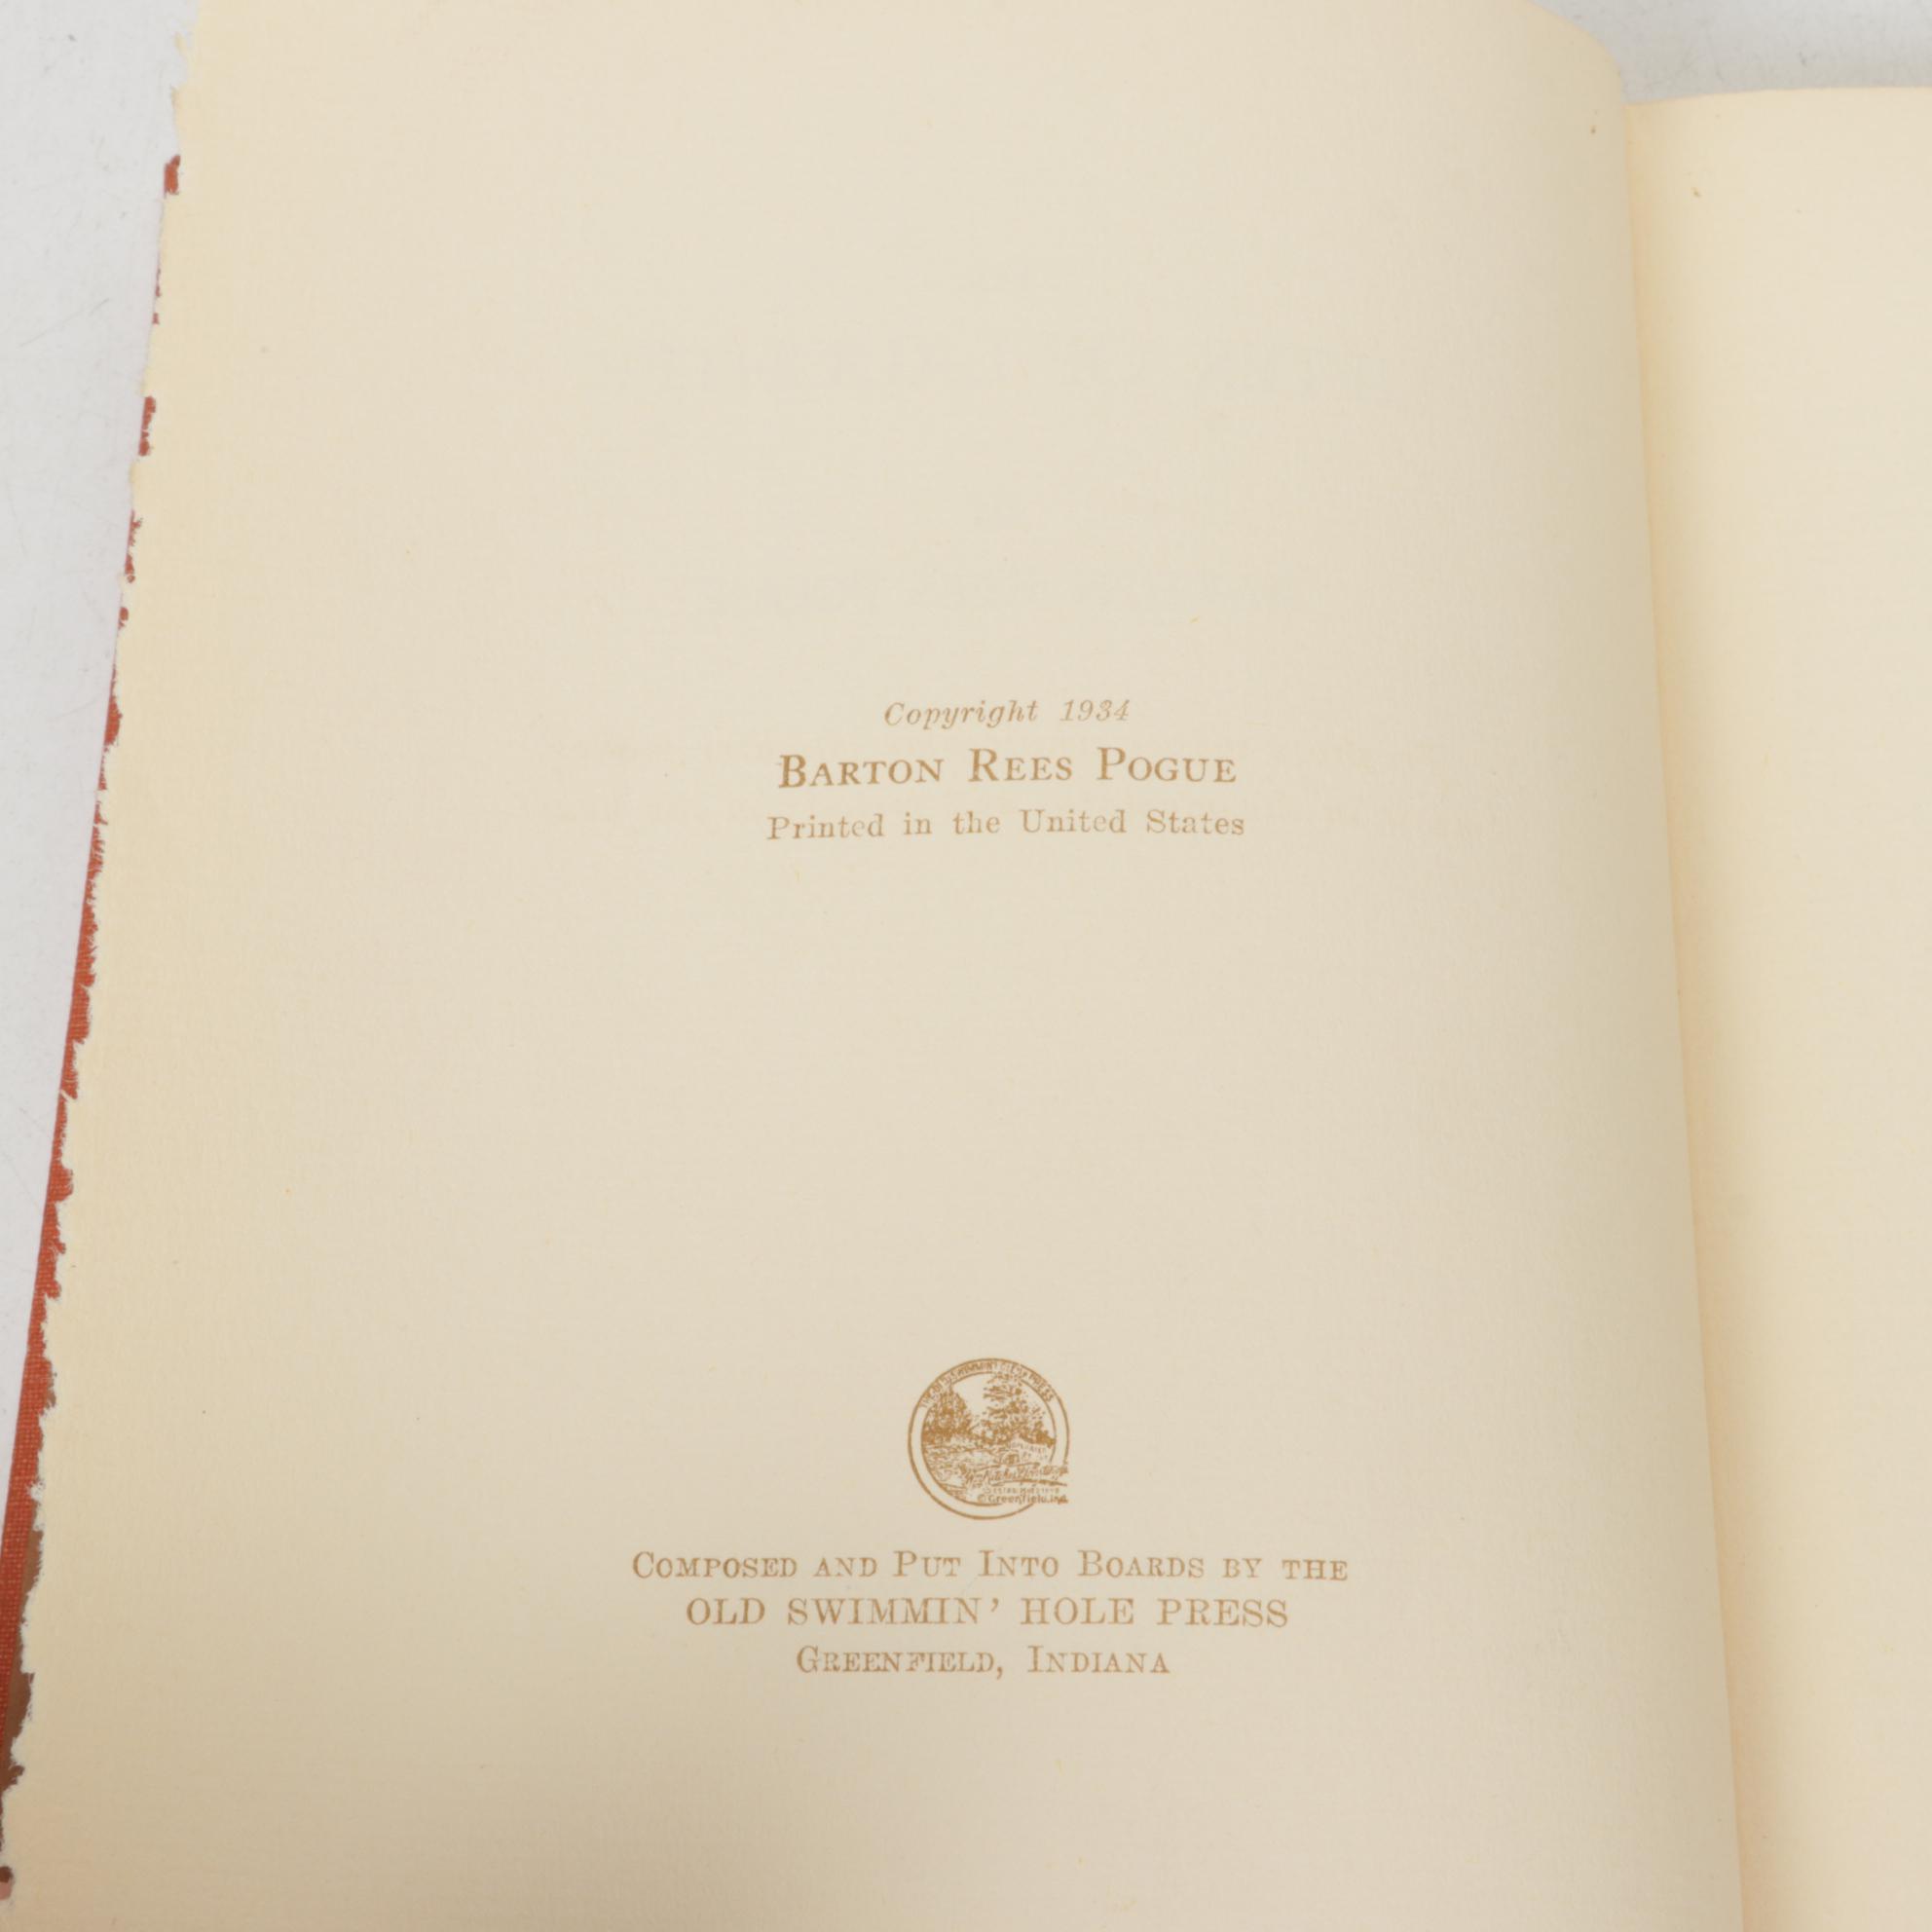 Copyright 1934
BARTON REES POGUE
Printed in the United States
COMPOSED AND PUT INTO BOARDS BY THE
OLD SWIMMIN' HOLE PRESS
GREENFIELD, INDIANA